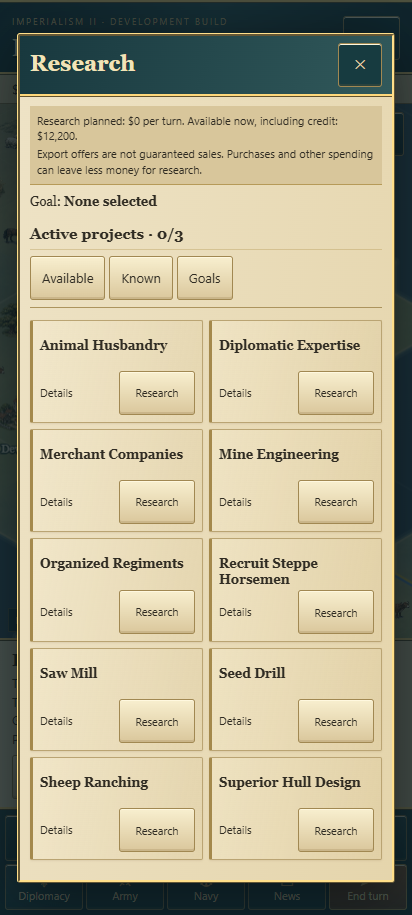 IMPERIALISM II · DEVELOPMENT BUILD
Research
×
Research planned: $0 per turn. Available now, including credit:
$12,200.
Export offers are not guaranteed sales. Purchases and other spending
can leave less money for research.
Goal: None selected
Active projects · 0/3
Available
Known
Goals
Animal Husbandry
Details
Research
Diplomatic Expertise
Details
Research
Merchant Companies
Details
Research
Mine Engineering
Details
Research
Organized Regiments
Details
Research
Recruit Steppe
Horsemen
Details
Research
Saw Mill
Details
Research
Seed Drill
Details
Research
Sheep Ranching
Details
Research
Superior Hull Design
Details
Research
Diplomacy
Army
Navy
News
End turn